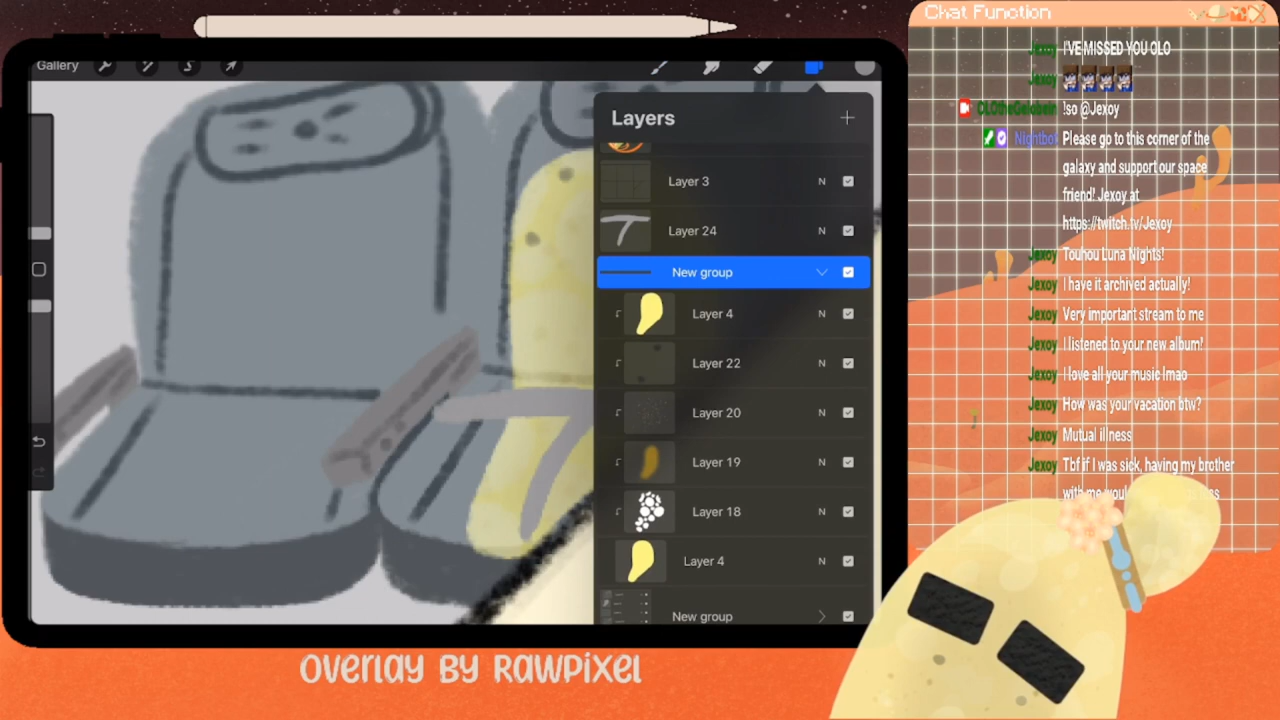 Chat Function
Gallery
Layers
Layer 3 N
Layer 24 N
New group
Layer 4 N
Layer 22 N
Layer 20 N
Layer 19 N
Layer 18 N
Layer 4 N
New group
Jexoy I'VE MISSED YOU OLO
Jexoy
!so @Jexoy
Nightbot Please go to this corner of the
galaxy and support our space
friend! Jexoy at
https://twitch.tv/Jexoy
Jexoy Touhou Luna Nights!
Jexoy I have it archived actually!
Jexoy Very important stream to me
Jexoy I listened to your new album!
Jexoy I love all your music lmao
Jexoy How was your vacation btw?
Jexoy Mutual illness
Jexoy Tbf if I was sick, having my brother
with me
Overlay by Rawpixel